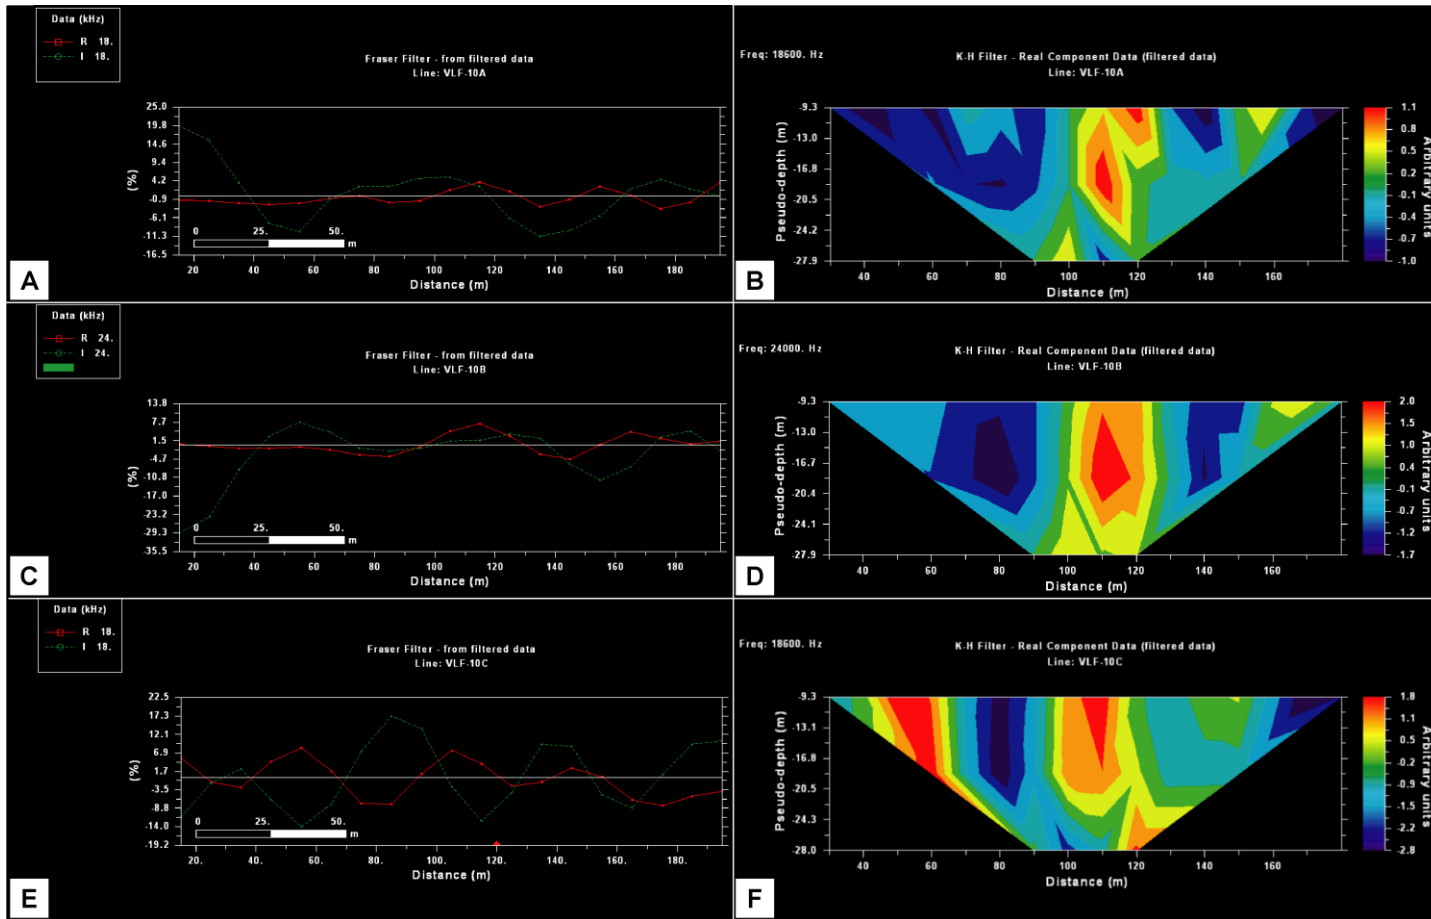 Data (kHz)
R 18.
I 18.
Fraser Filter - from filtered data
Line: VLF-10A
25.0
19.8
14.6
9.4
4.2
-0.9
-6.1
-11.3
-16.5
(%)
0 25. 50.
m
20 40 60 80 100 120 140 160 180
Distance (m)
A
Freq: 18600. Hz
K-H Filter - Real Component Data (filtered data)
Line: VLF-10A
-9.3
-13.0
-16.8
-20.5
-24.2
-27.9
Pseudo-depth (m)
40 60 80 100 120 140 160
Distance (m)
1.1
0.8
0.5
0.2
-0.1
-0.4
-0.7
-1.0
Arbitrary units
B
Data (kHz)
R 24.
I 24.
Fraser Filter - from filtered data
Line: VLF-10B
13.8
7.7
1.5
-4.7
-10.8
-17.0
-23.2
-29.3
-35.5
(%)
0 25. 50.
m
20 40 60 80 100 120 140 160 180
Distance (m)
C
Freq: 24000. Hz
K-H Filter - Real Component Data (filtered data)
Line: VLF-10B
-9.3
-13.0
-16.7
-20.4
-24.1
-27.9
Pseudo-depth (m)
40 60 80 100 120 140 160
Distance (m)
2.0
1.5
1.0
0.4
-0.1
-0.7
-1.2
-1.7
Arbitrary units
D
Data (kHz)
R 18.
I 18.
Fraser Filter - from filtered data
Line: VLF-10C
22.5
17.3
12.1
6.9
1.7
-3.5
-8.8
-14.0
-19.2
(%)
0 25. 50.
m
20. 40. 60. 80. 100. 120. 140. 160. 180.
Distance (m)
E
Freq: 18600. Hz
K-H Filter - Real Component Data (filtered data)
Line: VLF-10C
-9.3
-13.1
-16.8
-20.5
-24.3
-28.0
Pseudo-depth (m)
40 60 80 100 120 140 160
Distance (m)
1.8
1.1
0.5
-0.2
-0.9
-1.5
-2.2
-2.8
Arbitrary units
F